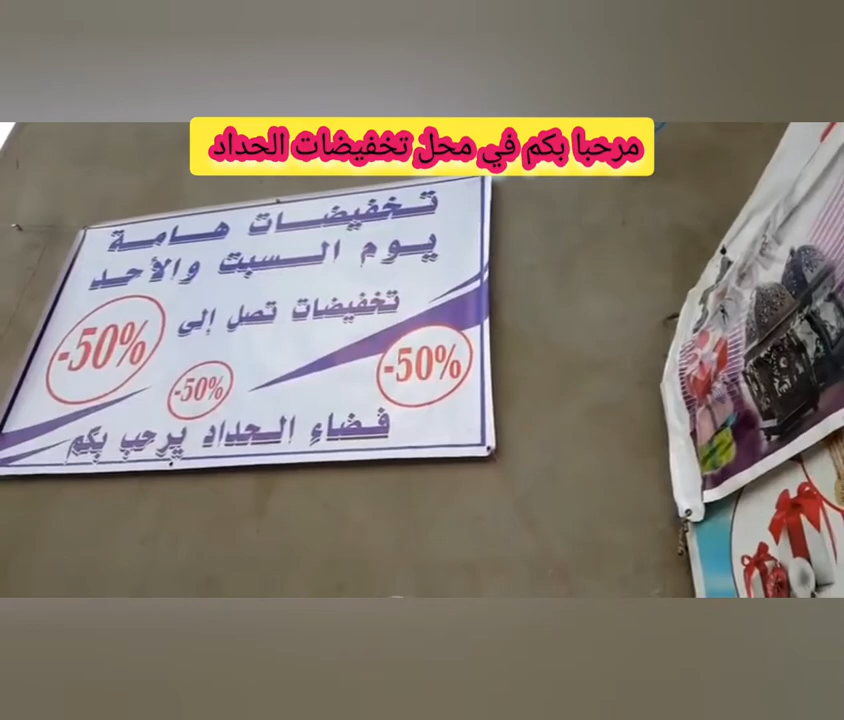 مرحبا بكم في محل تخفيضات الحداد
تخفيضات هامة
يوم السبت والأحد
تخفيضات تصل إلى
-50%
-50%
-50%
فضاء الحداد يرحب بكم